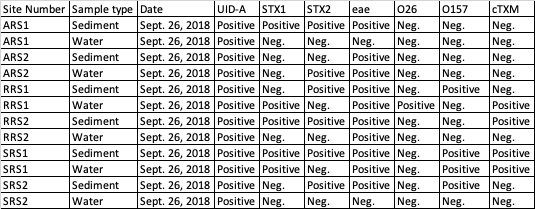 Site Number Sample type Date UID-A STX1 STX2 eae O26 O157 cTXM
ARS1 Sediment Sept. 26, 2018 Positive Positive Positive Positive Neg. Neg. Neg.
ARS1 Water Sept. 26, 2018 Positive Neg. Neg. Neg. Neg. Neg. Neg.
ARS2 Sediment Sept. 26, 2018 Positive Neg. Neg. Positive Neg. Neg. Neg.
ARS2 Water Sept. 26, 2018 Positive Neg. Positive Positive Neg. Neg. Neg.
RRS1 Sediment Sept. 26, 2018 Positive Neg. Positive Positive Neg. Positive Neg.
RRS1 Water Sept. 26, 2018 Positive Positive Neg. Positive Positive Neg. Positive
RRS2 Sediment Sept. 26, 2018 Positive Positive Positive Positive Neg. Neg. Positive
RRS2 Water Sept. 26, 2018 Positive Neg. Neg. Positive Neg. Neg. Neg.
SRS1 Sediment Sept. 26, 2018 Positive Positive Positive Positive Neg. Positive Positive
SRS1 Water Sept. 26, 2018 Positive Positive Neg. Positive Neg. Positive Positive
SRS2 Sediment Sept. 26, 2018 Positive Neg. Positive Positive Neg. Positive Neg.
SRS2 Water Sept. 26, 2018 Positive Neg. Neg. Neg. Neg. Neg. Neg.